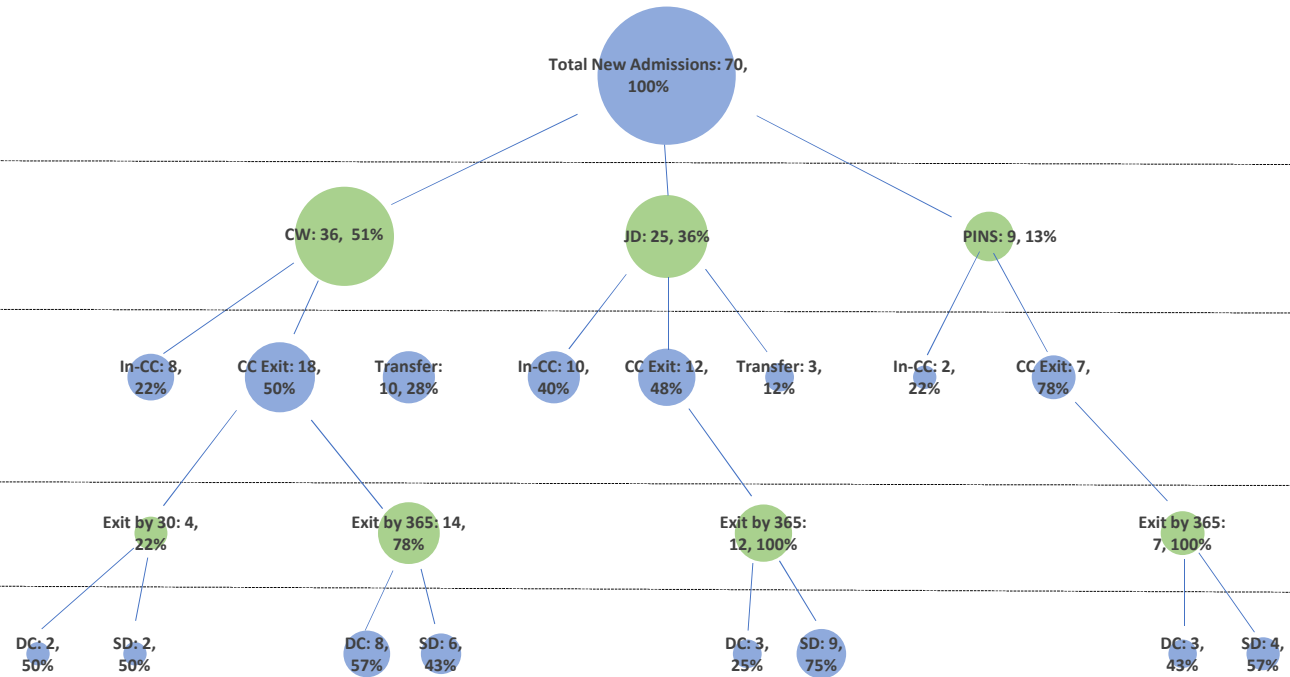 Total New Admissions: 70,
100%
CW: 36, 51%
JD: 25, 36%
PINS: 9, 13%
In-CC: 8,
22%
CC Exit: 18,
50%
Transfer:
10, 28%
In-CC: 10,
40%
CC Exit: 12,
48%
Transfer: 3,
12%
In-CC: 2,
22%
CC Exit: 7,
78%
Exit by 30: 4,
22%
Exit by 365: 14,
78%
Exit by 365:
12, 100%
Exit by 365:
7, 100%
DC: 2,
50%
SD: 2,
50%
DC: 8,
57%
SD: 6,
43%
DC: 3,
25%
SD: 9,
75%
DC: 3,
43%
SD: 4,
57%